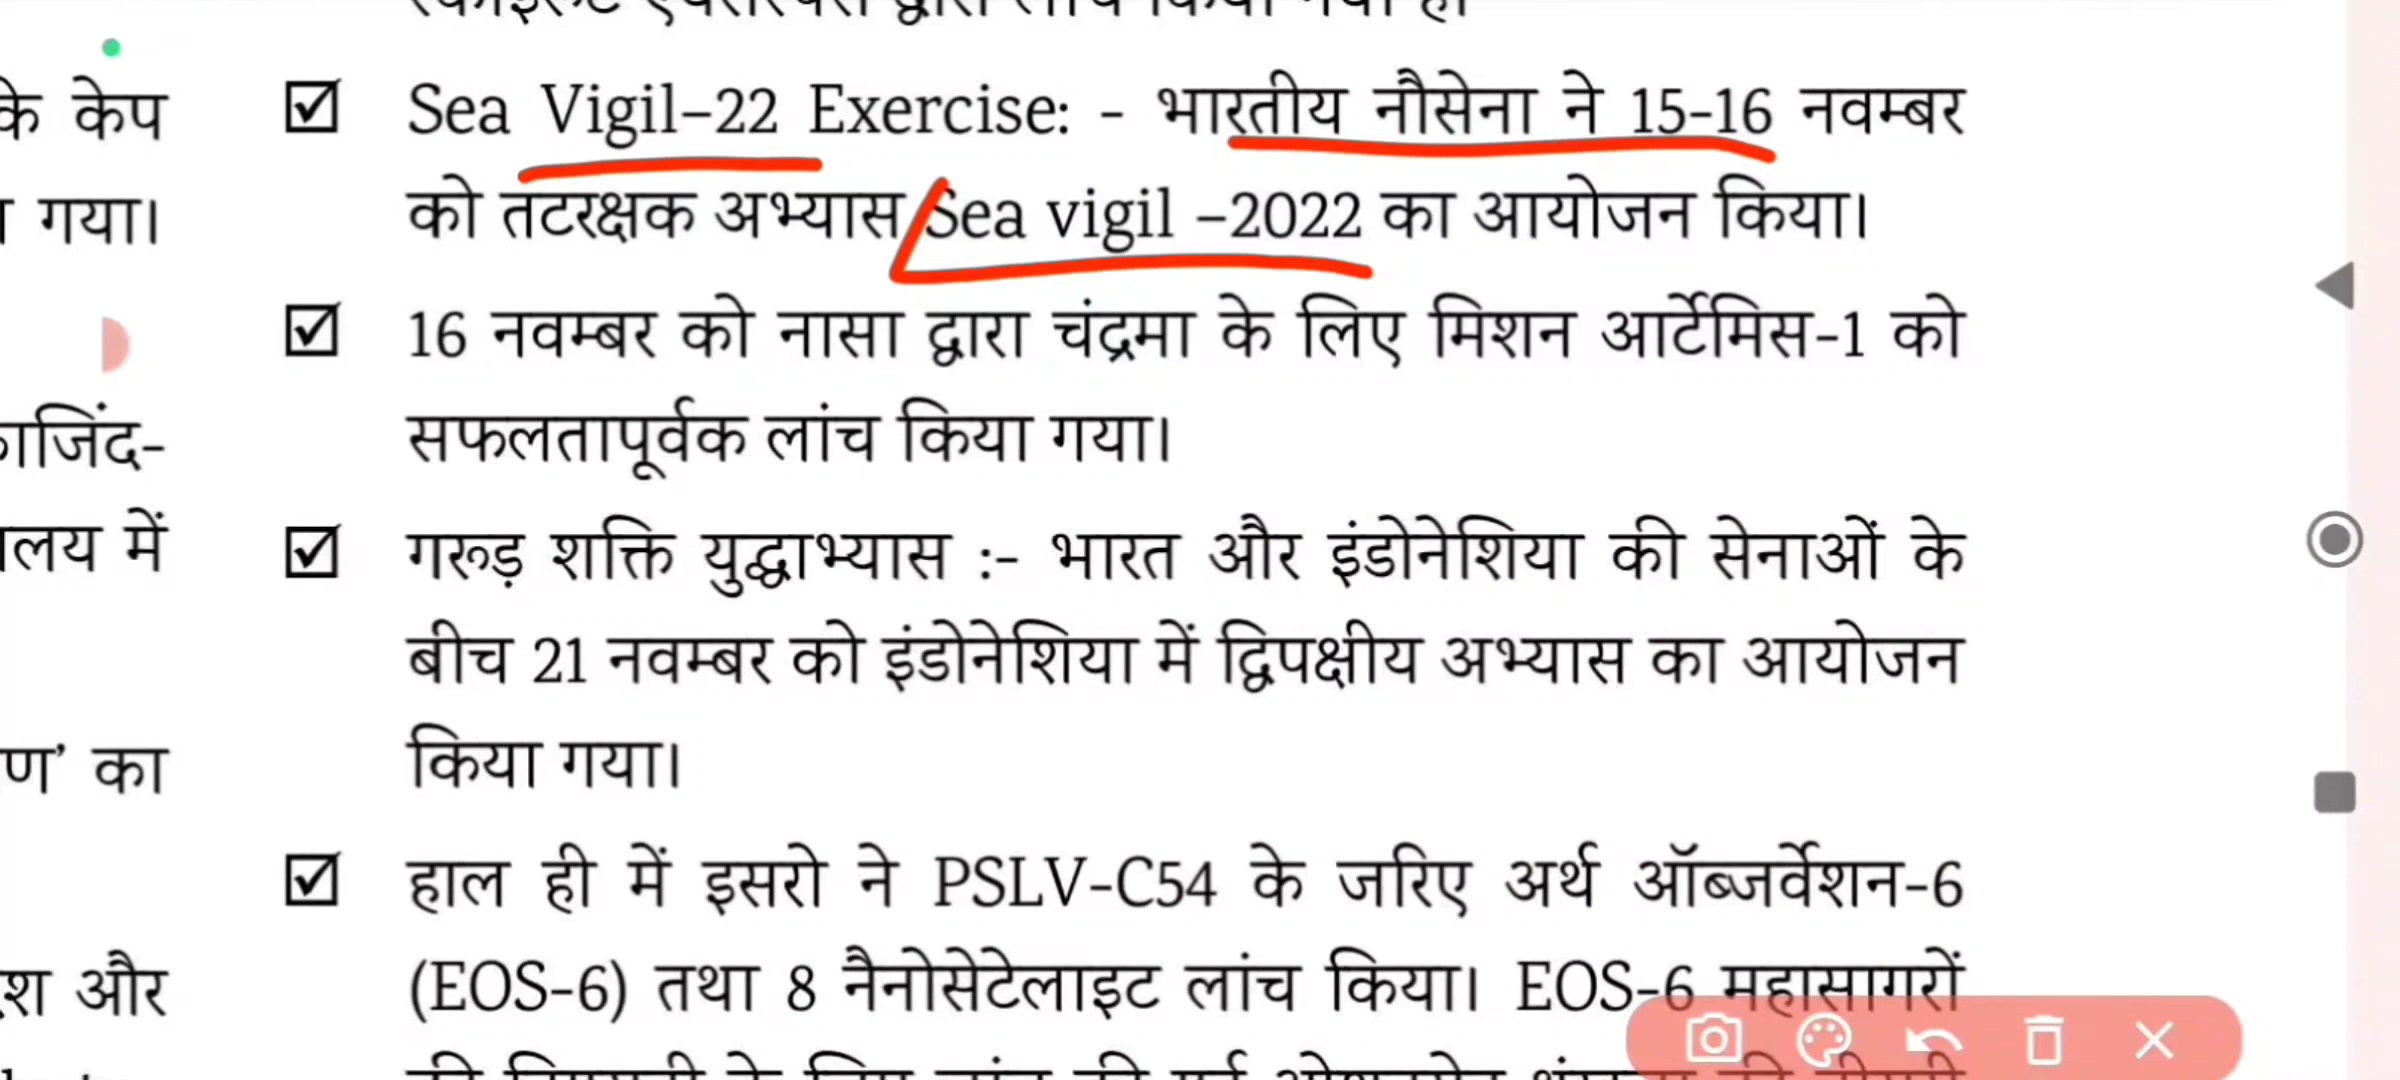 के केप
गया।
काजिंद-
में
ण’ का
और
द्वारा लांच किया गया है।
Sea Vigil–22 Exercise: - भारतीय नौसेना ने 15-16 नवम्बर
को तटरक्षक अभ्यास Sea vigil –2022 का आयोजन किया।
16 नवम्बर को नासा द्वारा चंद्रमा के लिए मिशन आर्टेमिस-1 को
सफलतापूर्वक लांच किया गया।
गरूड़ शक्ति युद्धाभ्यास :- भारत और इंडोनेशिया की सेनाओं के
बीच 21 नवम्बर को इंडोनेशिया में द्विपक्षीय अभ्यास का आयोजन
किया गया।
हाल ही में इसरो ने PSLV-C54 के जरिए अर्थ ऑब्जर्वेशन-6
(EOS-6) तथा 8 नैनोसेटेलाइट लांच किया। EOS-6 महासागरों